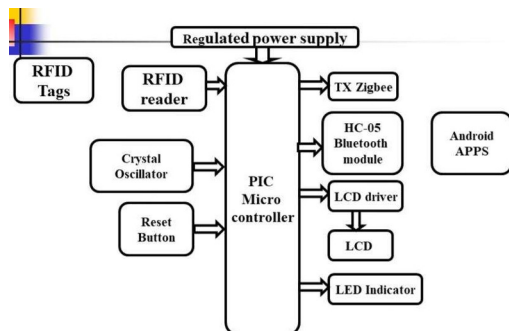 Regulated power supply
RFID
Tags
RFID
reader
TX Zigbee
HC-05
Bluetooth
module
Android
APPS
Crystal
Oscillator
PIC
Micro
controller
LCD driver
Reset
Button
LCD
LED Indicator